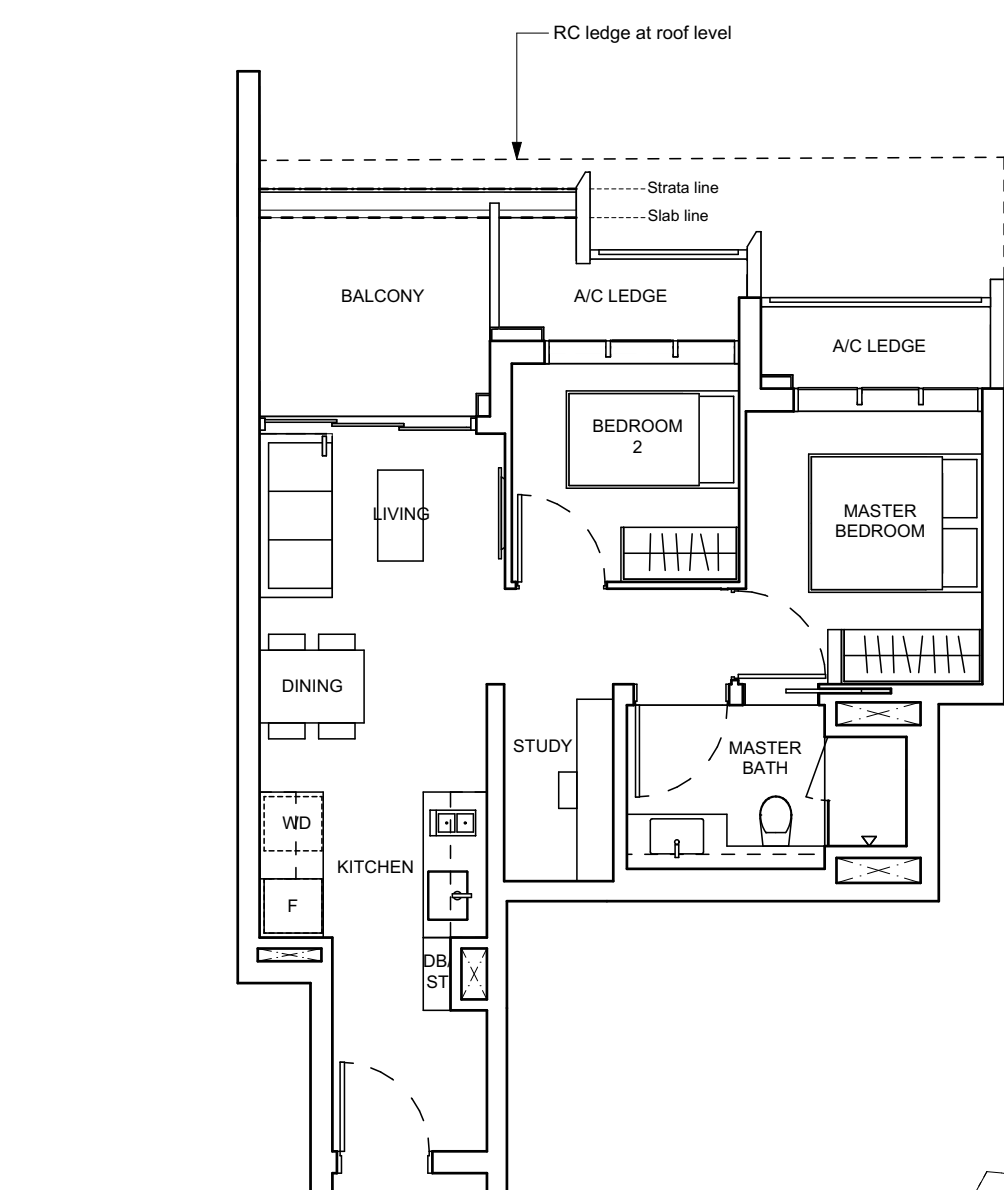 RC ledge at roof level
Strata line
Slab line
BALCONY
A/C LEDGE
A/C LEDGE
BEDROOM
2
LIVING
MASTER
BEDROOM
DINING
STUDY
MASTER
BATH
WD
KITCHEN
F
DB/
ST